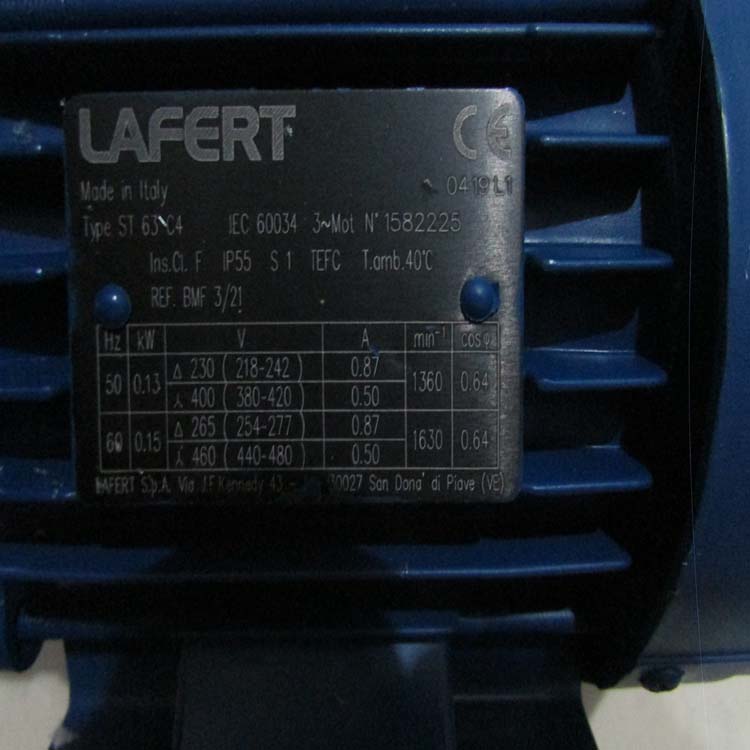 LAFERT CE
Made in Italy 0419L1
Type ST 63 C4 IEC 60034 3~Mot N° 1582225
Ins.Cl. F IP55 S 1 TEFC T.amb.40°C
REF. BMF 3/21
Hz kW V A min⁻¹ cosφ
50 0.13 Δ 230 ( 218-242 ) 0.87 1360 0.64
⅄ 400 ( 380-420 ) 0.50
60 0.15 Δ 265 ( 254-277 ) 0.87 1630 0.64
⅄ 460 ( 440-480 ) 0.50
LAFERT S.p.A. Via J.F. Kennedy 43 - 30027 San Dona' di Piave (VE)